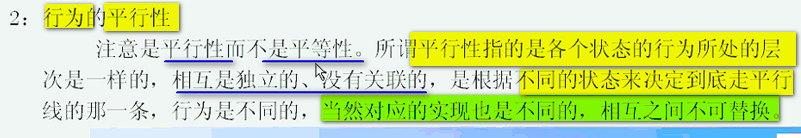 2：行为的平行性
注意是平行性而不是平等性。所谓平行性指的是各个状态的行为所处的层
次是一样的，相互是独立的、没有关联的，是根据不同的状态来决定到底走平行
线的那一条，行为是不同的，当然对应的实现也是不同的，相互之间不可替换。